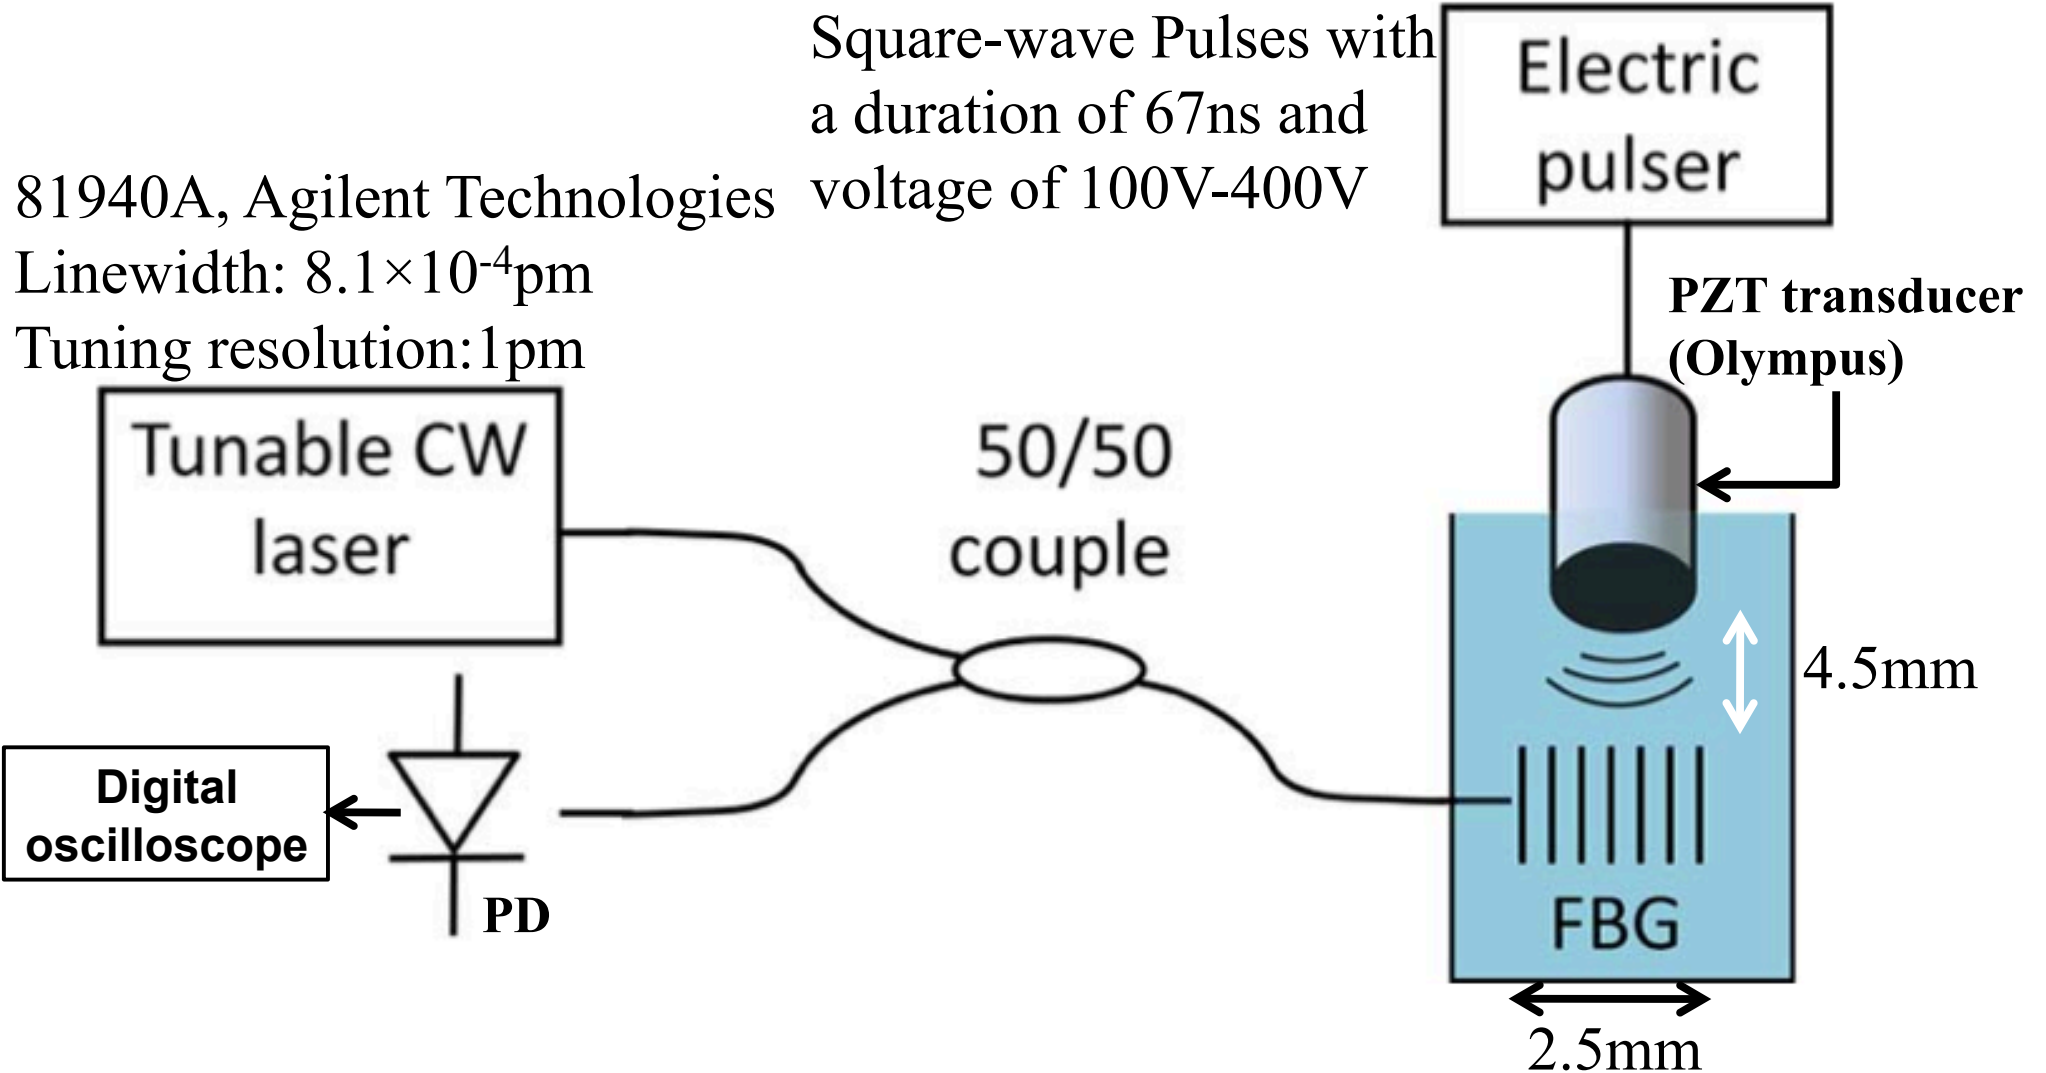 Square-wave Pulses with
a duration of 67ns and
voltage of 100V-400V
Electric
pulser
81940A, Agilent Technologies
Linewidth: 8.1×10⁻⁴pm
Tuning resolution:1pm
PZT transducer
(Olympus)
Tunable CW
laser
50/50
couple
4.5mm
Digital
oscilloscope
PD
FBG
2.5mm